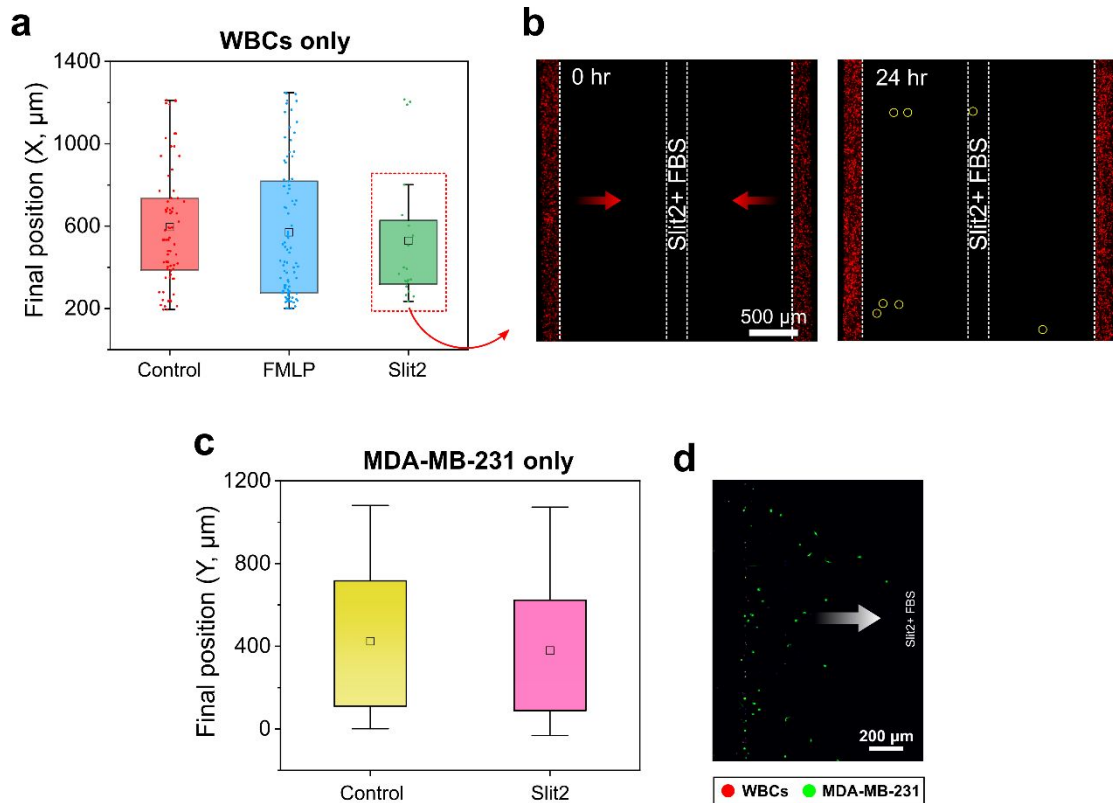 a
WBCs only
Final position (X, µm)
1400
1000
600
200
Control
FMLP
Slit2
b
0 hr
Slit2+ FBS
500 µm
24 hr
Slit2+ FBS
c
MDA-MB-231 only
Final position (Y, µm)
1200
800
400
0
Control
Slit2
d
Slit2+ FBS
200 µm
WBCs
MDA-MB-231